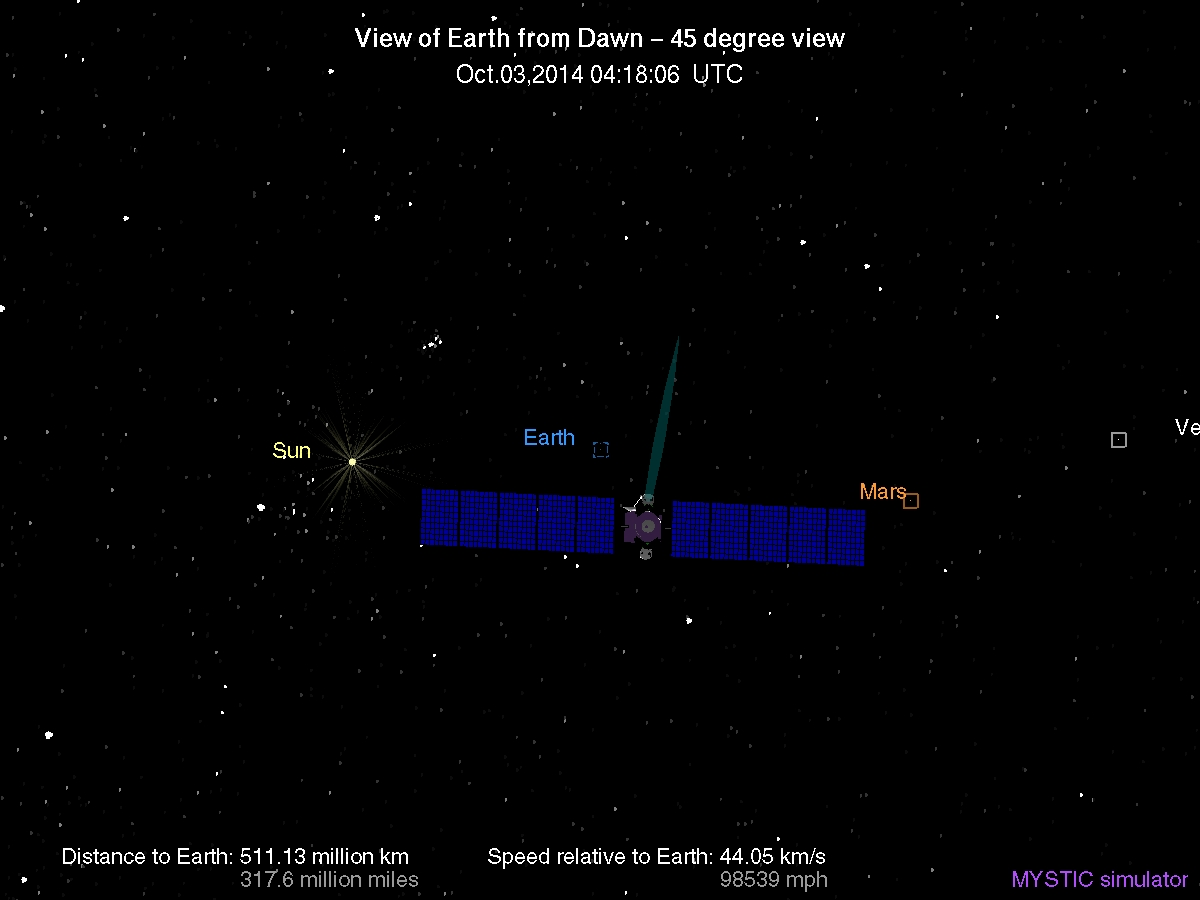 View of Earth from Dawn – 45 degree view
Oct.03,2014 04:18:06 UTC
Ve
Earth
Sun
Mars
Distance to Earth: 511.13 million km
317.6 million miles
Speed relative to Earth: 44.05 km/s
98539 mph
MYSTIC simulator